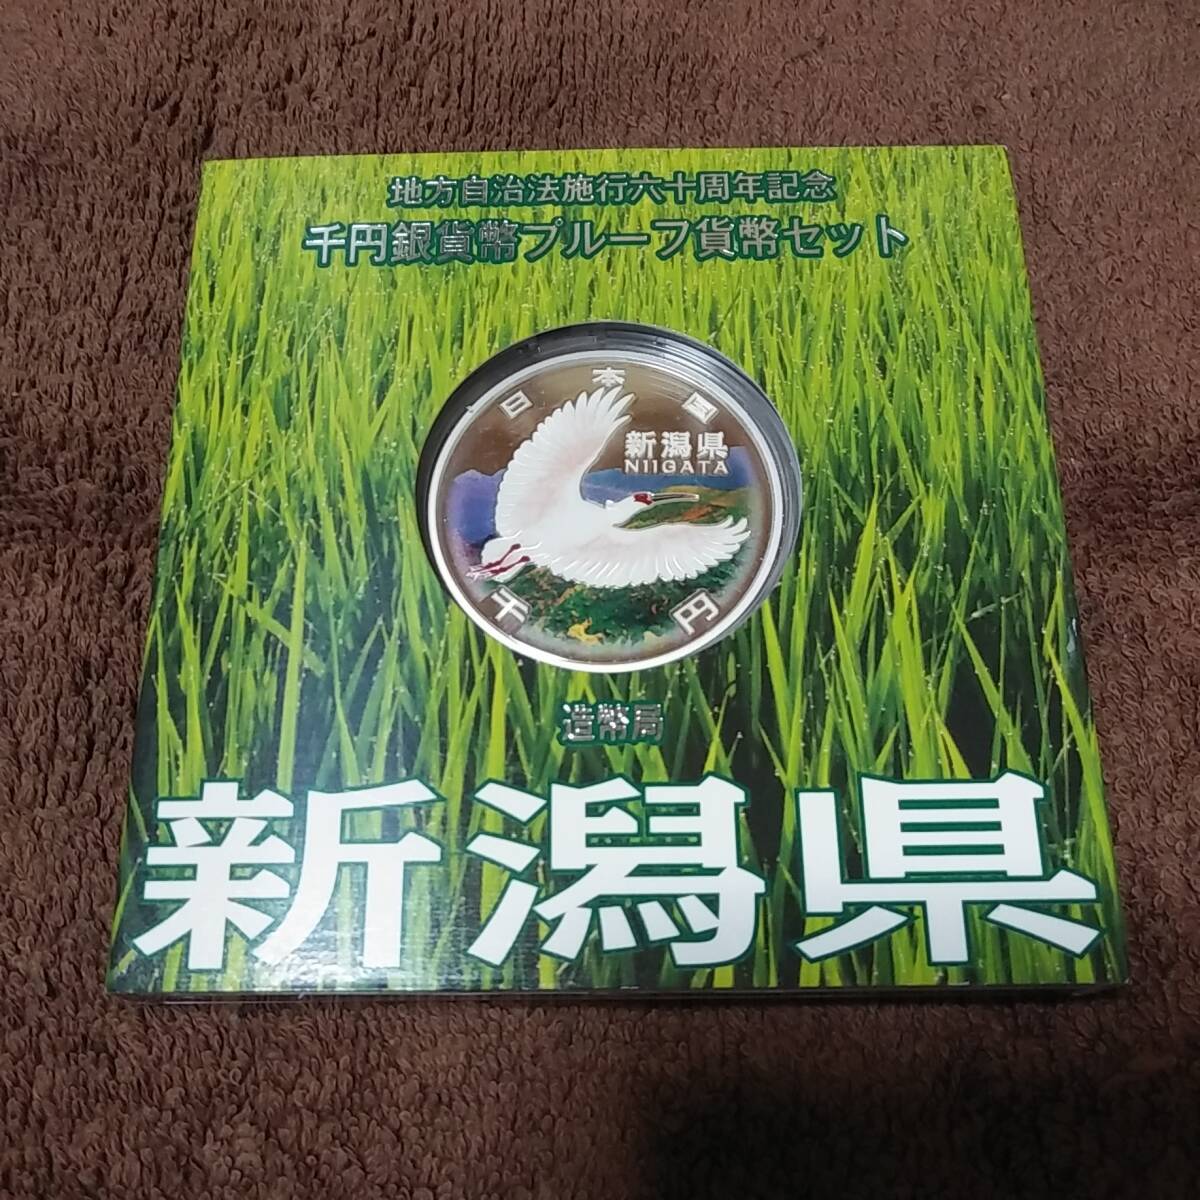 地方自治法施行六十周年記念
千円銀貨幣プルーフ貨幣セット
日本国
新潟県
NIIGATA
千円
造幣局
新潟県